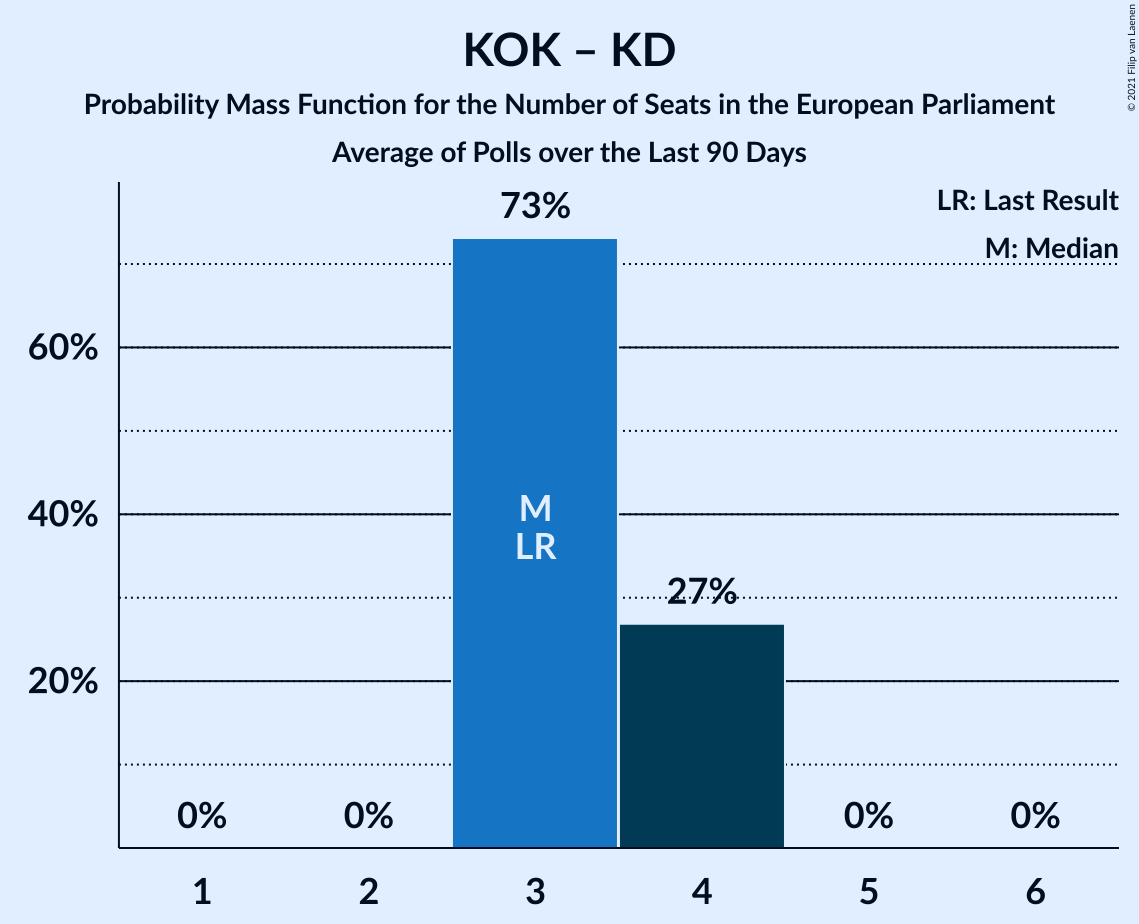 KOK – KD
Probability Mass Function for the Number of Seats in the European Parliament
Average of Polls over the Last 90 Days
© 2021 Filip van Laenen
LR: Last Result
M: Median
73%
60%
40%
20%
M
LR
27%
0%
0%
0%
0%
1
2
3
4
5
6